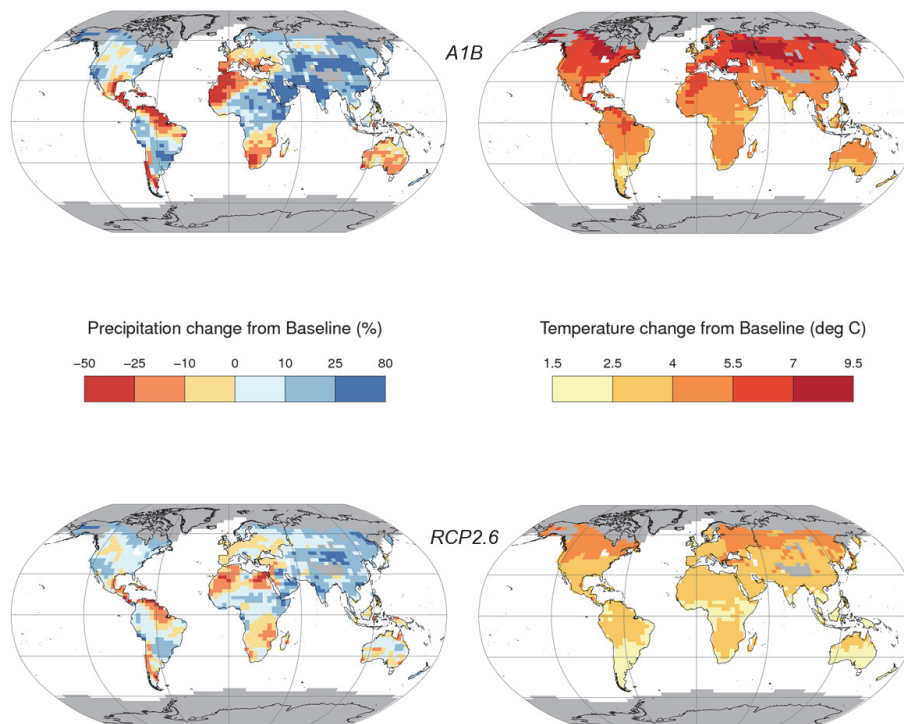 A1B
Precipitation change from Baseline (%)
−50 −25 −10 0 10 25 80
Temperature change from Baseline (deg C)
1.5 2.5 4 5.5 7 9.5
RCP2.6